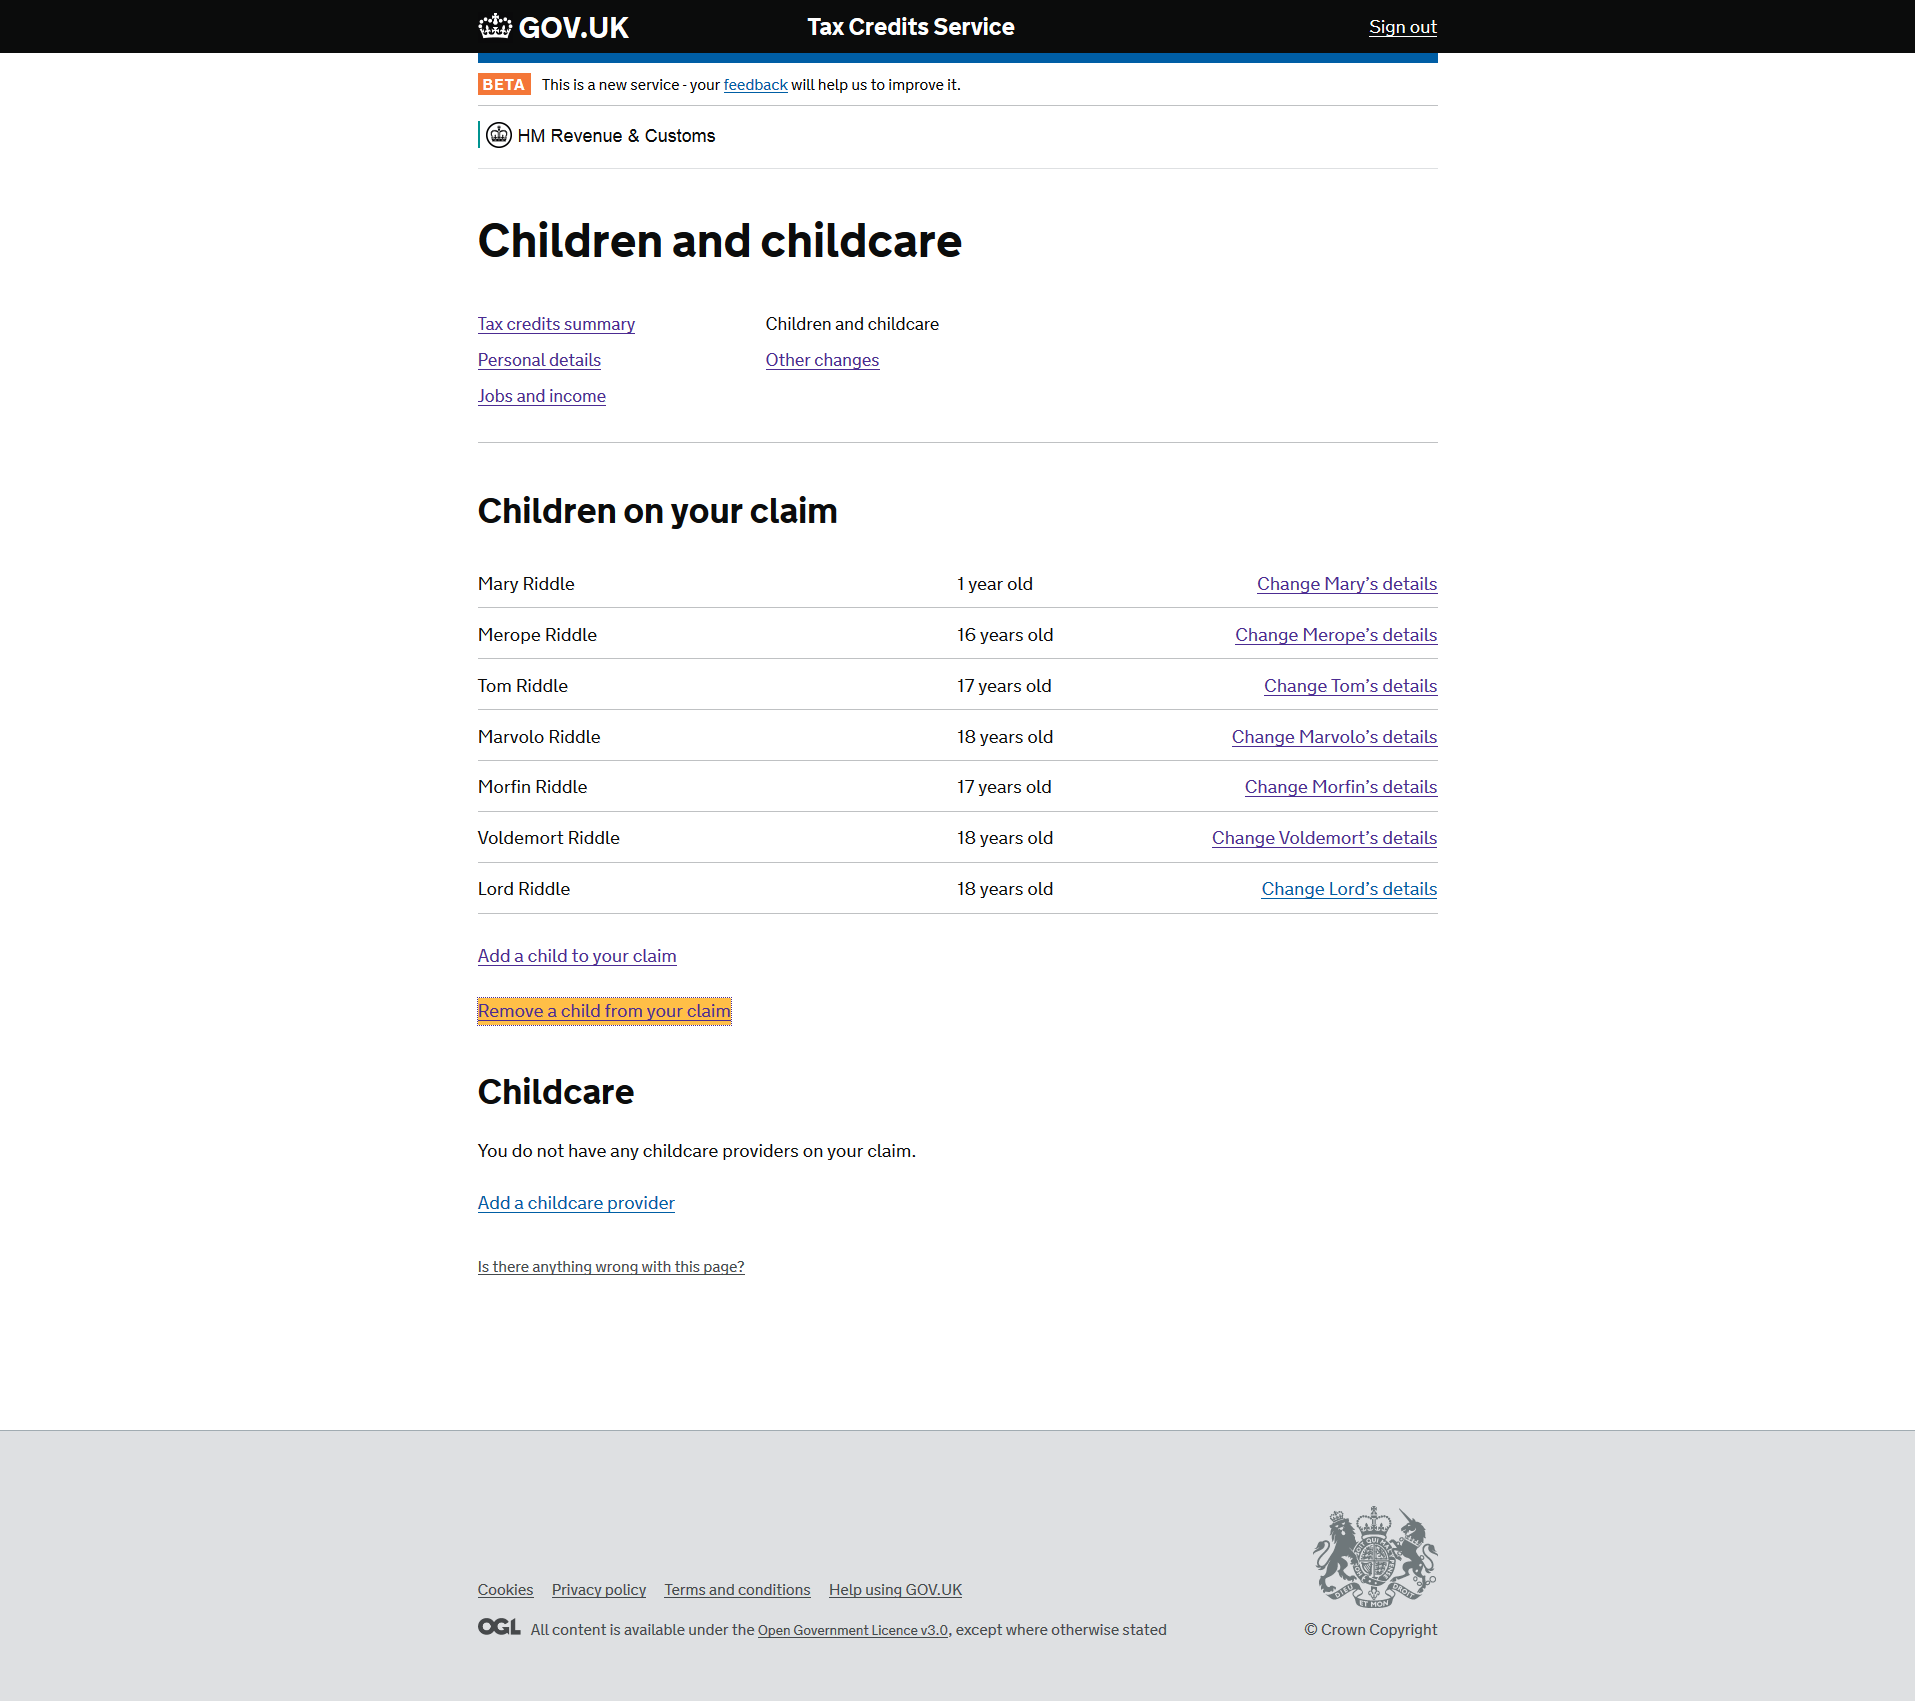 GOV.UK Tax Credits Service Sign out
BETA This is a new service - your feedback will help us to improve it.
HM Revenue & Customs
Children and childcare
Tax credits summary
Personal details
Jobs and income
Children and childcare
Other changes
Children on your claim
Mary Riddle 1 year old Change Mary’s details
Merope Riddle 16 years old Change Merope’s details
Tom Riddle 17 years old Change Tom’s details
Marvolo Riddle 18 years old Change Marvolo’s details
Morfin Riddle 17 years old Change Morfin’s details
Voldemort Riddle 18 years old Change Voldemort’s details
Lord Riddle 18 years old Change Lord’s details
Add a child to your claim
Remove a child from your claim
Childcare
You do not have any childcare providers on your claim.
Add a childcare provider
Is there anything wrong with this page?
Cookies Privacy policy Terms and conditions Help using GOV.UK
OGL All content is available under the Open Government Licence v3.0, except where otherwise stated
DIEU ET MON DROIT
© Crown Copyright